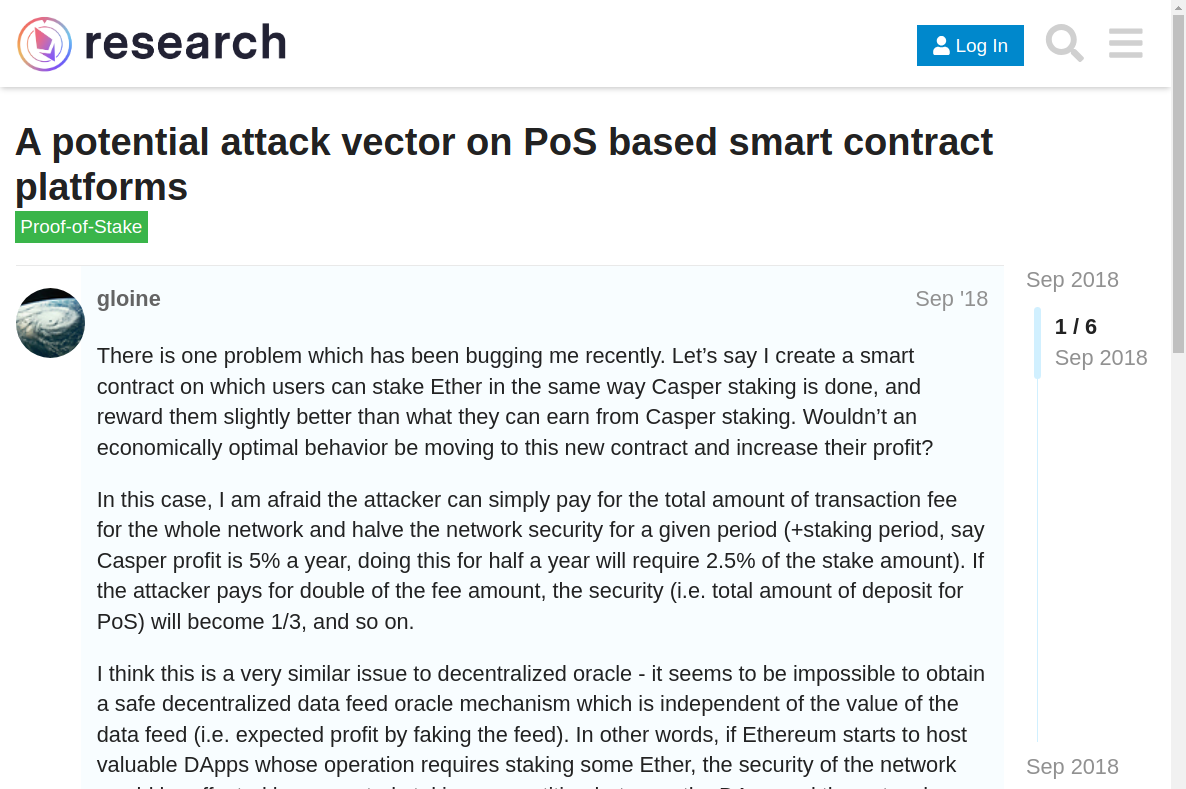 research
Log In
A potential attack vector on PoS based smart contract
platforms
Proof-of-Stake
gloine
Sep '18
Sep 2018
1 / 6
Sep 2018
There is one problem which has been bugging me recently. Let’s say I create a smart
contract on which users can stake Ether in the same way Casper staking is done, and
reward them slightly better than what they can earn from Casper staking. Wouldn’t an
economically optimal behavior be moving to this new contract and increase their profit?
In this case, I am afraid the attacker can simply pay for the total amount of transaction fee
for the whole network and halve the network security for a given period (+staking period, say
Casper profit is 5% a year, doing this for half a year will require 2.5% of the stake amount). If
the attacker pays for double of the fee amount, the security (i.e. total amount of deposit for
PoS) will become 1/3, and so on.
I think this is a very similar issue to decentralized oracle - it seems to be impossible to obtain
a safe decentralized data feed oracle mechanism which is independent of the value of the
data feed (i.e. expected profit by faking the feed). In other words, if Ethereum starts to host
valuable DApps whose operation requires staking some Ether, the security of the network
Sep 2018